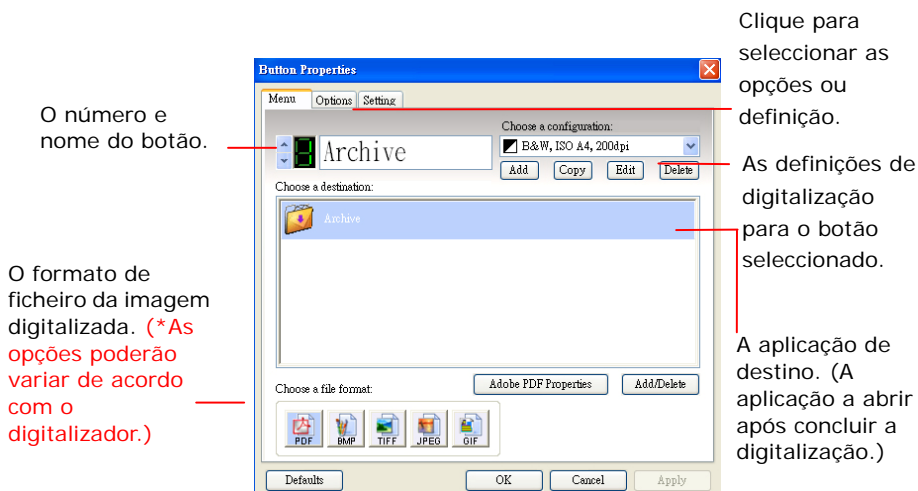 Clique para
seleccionar as
opções ou
definição.
O número e
nome do botão.
Button Properties
Menu Options Setting
Archive
Choose a configuration:
B&W, ISO A4, 200dpi
Add Copy Edit Delete
As definições de
digitalização
para o botão
seleccionado.
Choose a destination:
Archive
O formato de
ficheiro da imagem
digitalizada. (*As
opções poderão
variar de acordo
com o
digitalizador.)
A aplicação de
destino. (A
aplicação a abrir
após concluir a
digitalização.)
Adobe PDF Properties Add/Delete
Choose a file format:
PDF BMP TIFF JPEG GIF
Defaults OK Cancel Apply